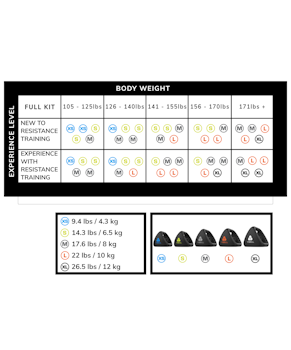 BODY WEIGHT
EXPERIENCE LEVEL
FULL KIT 105 - 125lbs 126 - 140lbs 141 - 155lbs 156 - 170lbs 171lbs +
NEW TO RESISTANCE TRAINING
XS XS S S M
XS S S S M
S S M M L
S S M M L
M M L L XL
EXPERIENCE WITH RESISTANCE TRAINING
XS S S S M
XS S S M L
S S M L L
S M M L XL
M M L L XL
XS 9.4 lbs / 4.3 kg
S 14.3 lbs / 6.5 kg
M 17.6 lbs / 8 kg
L 22 lbs / 10 kg
XL 26.5 lbs / 12 kg
XS S M L XL